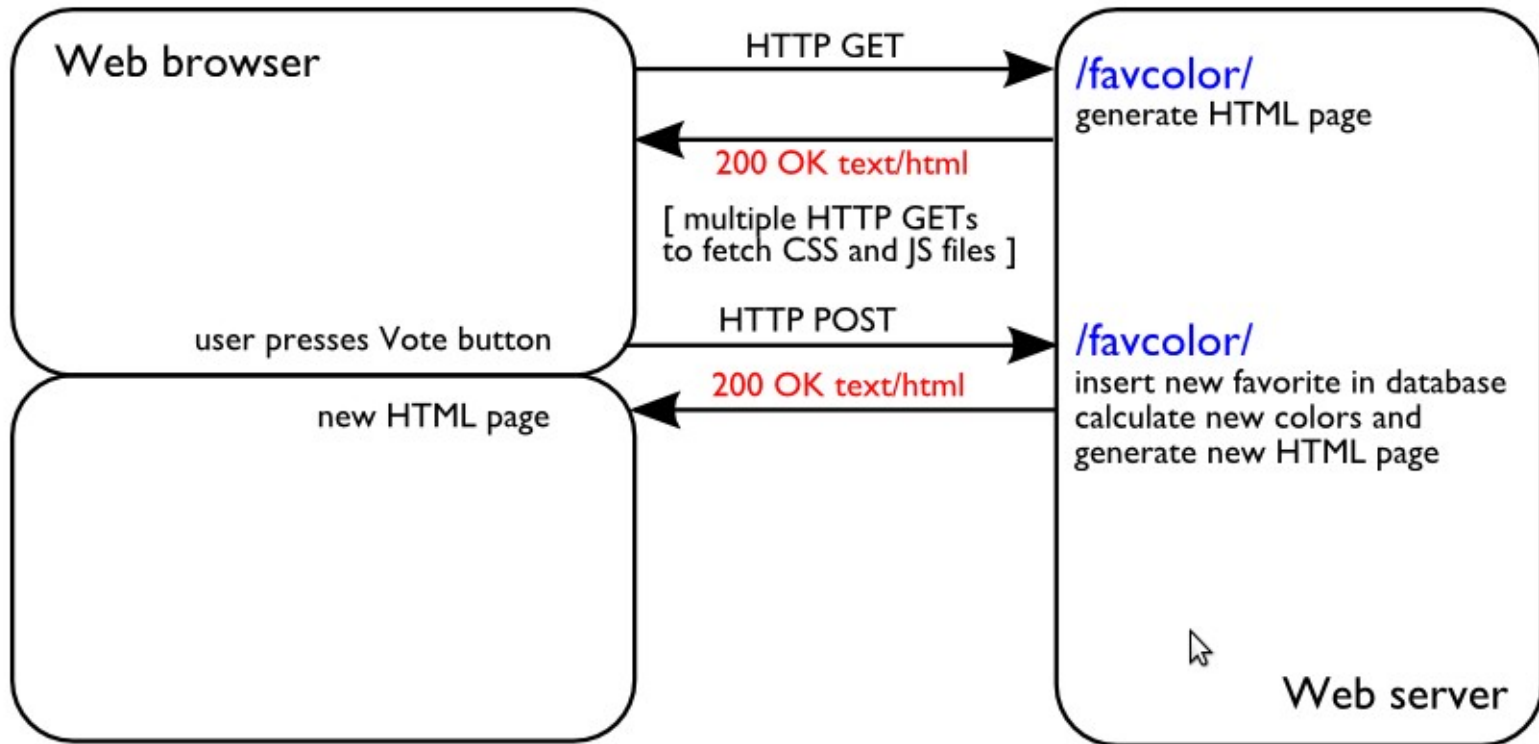 Web browser
HTTP GET
/favcolor/
generate HTML page
200 OK text/html
[ multiple HTTP GETs
to fetch CSS and JS files ]
user presses Vote button
HTTP POST
/favcolor/
insert new favorite in database
calculate new colors and
generate new HTML page
200 OK text/html
new HTML page
Web server